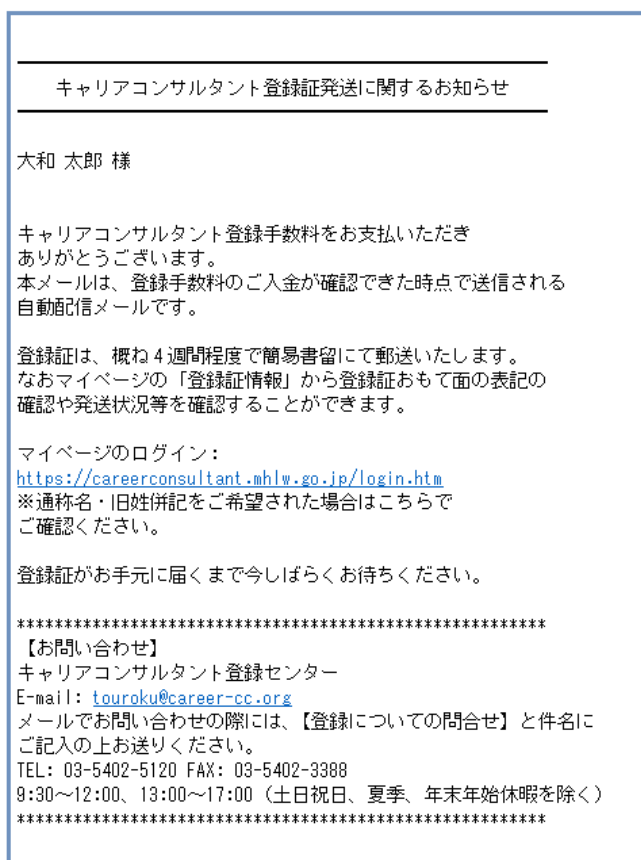 キャリアコンサルタント登録証発送に関するお知らせ
大和 太郎 様
キャリアコンサルタント登録手数料をお支払いただき
ありがとうございます。
本メールは、登録手数料のご入金が確認できた時点で送信される
自動配信メールです。
登録証は、概ね４週間程度で簡易書留にて郵送いたします。
なおマイページの「登録証情報」から登録証おもて面の表記の
確認や発送状況等を確認することができます。
マイページのログイン：
https://careerconsultant.mhlw.go.jp/login.htm
※通称名・旧姓併記をご希望された場合はこちらで
ご確認ください。
登録証がお手元に届くまで今しばらくお待ちください。
********************************************************
【お問い合わせ】
キャリアコンサルタント登録センター
E-mail: touroku@career-cc.org
メールでお問い合わせの際には、【登録についての問合せ】と件名に
ご記入の上お送りください。
TEL: 03-5402-5120 FAX: 03-5402-3388
9:30～12:00、13:00～17:00（土日祝日、夏季、年末年始休暇を除く）
********************************************************